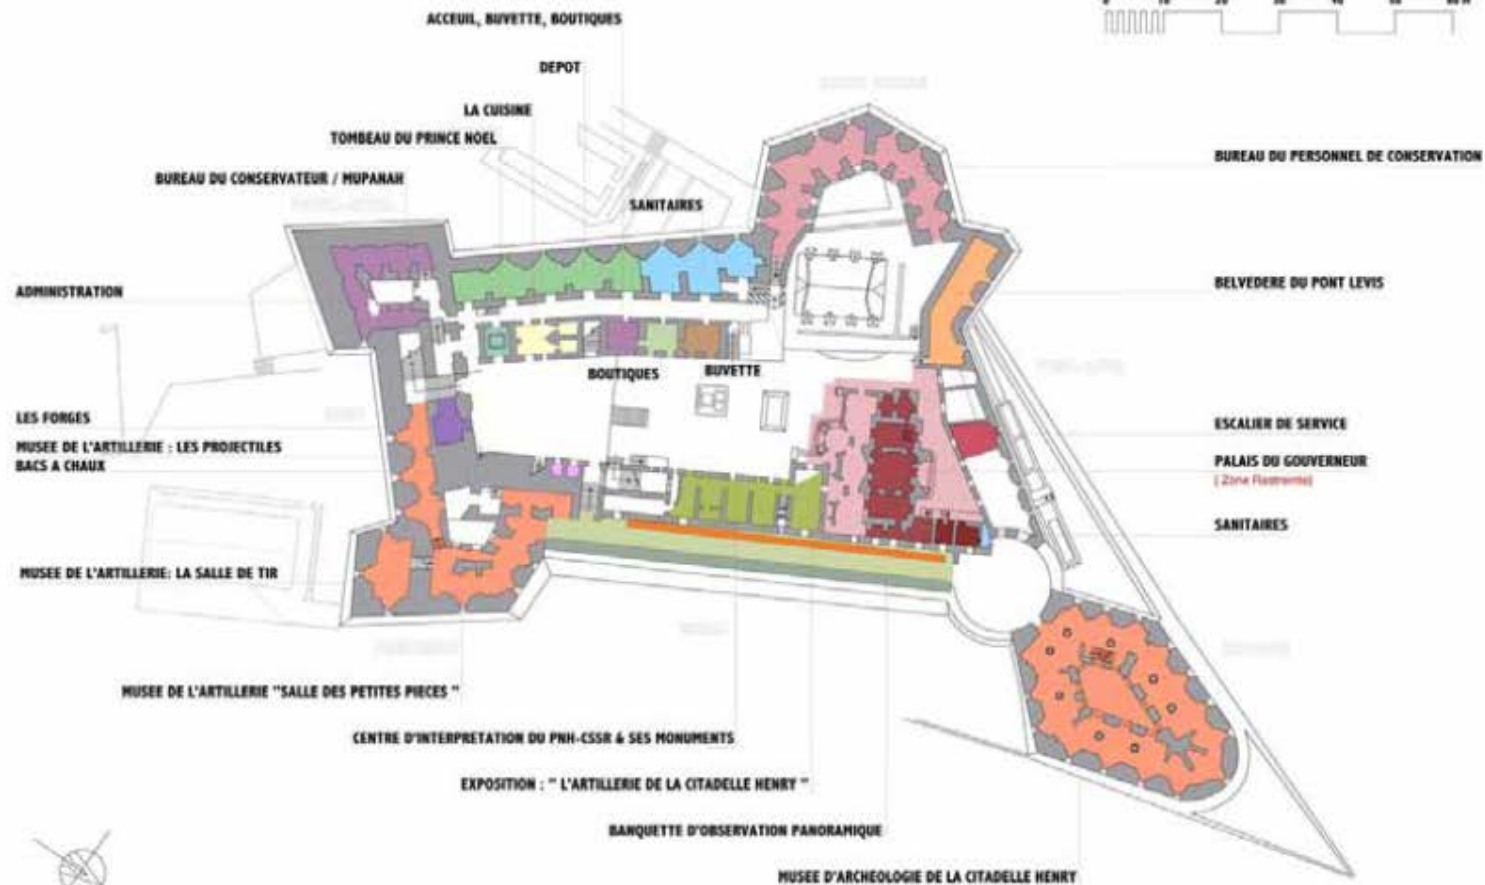 ACCEUIL, BUVETTE, BOUTIQUES
DEPOT
LA CUISINE
TOMBEAU DU PRINCE NOEL
BUREAU DU CONSERVATEUR / MUPANAH
SANITAIRES
BUREAU DU PERSONNEL DE CONSERVATION
ADMINISTRATION
BELVEDERE DU PONT LEVIS
BOUTIQUES
BUVETTE
LES FORGES
MUSEE DE L'ARTILLERIE : LES PROJECTILES
BACS A CHAUX
ESCALIER DE SERVICE
PALAIS DU GOUVERNEUR
SANITAIRES
MUSEE DE L'ARTILLERIE: LA SALLE DE TIR
MUSEE DE L'ARTILLERIE "SALLE DES PETITES PIECES "
CENTRE D'INTERPRETATION DU PNH-CSSR & SES MONUMENTS
EXPOSITION : " L'ARTILLERIE DE LA CITADELLE HENRY "
BANQUETTE D'OBSERVATION PANORAMIQUE
MUSEE D'ARCHEOLOGIE DE LA CITADELLE HENRY